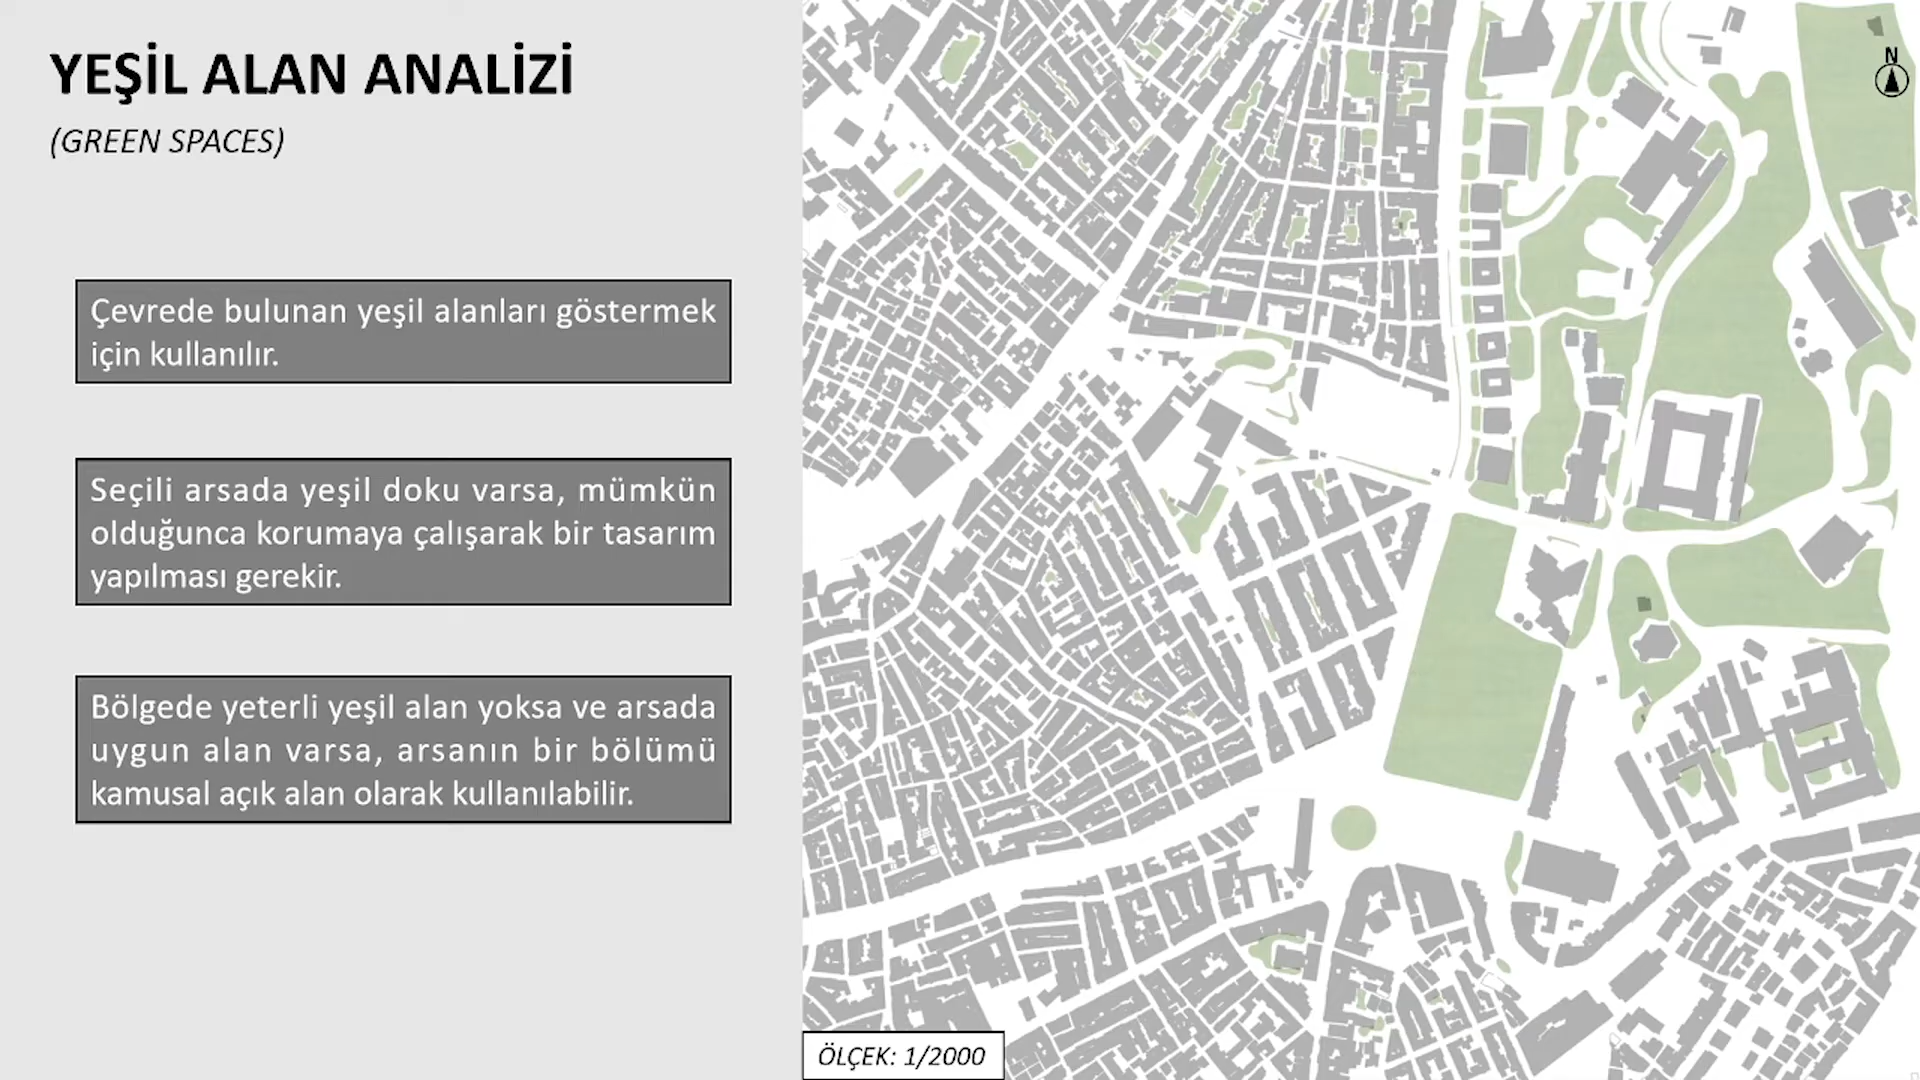 YEŞİL ALAN ANALİZİ
(GREEN SPACES)
Çevrede bulunan yeşil alanları göstermek
için kullanılır.
Seçili arsada yeşil doku varsa, mümkün
olduğunca korumaya çalışarak bir tasarım
yapılması gerekir.
Bölgede yeterli yeşil alan yoksa ve arsada
uygun alan varsa, arsanın bir bölümü
kamusal açık alan olarak kullanılabilir.
N
ÖLÇEK: 1/2000